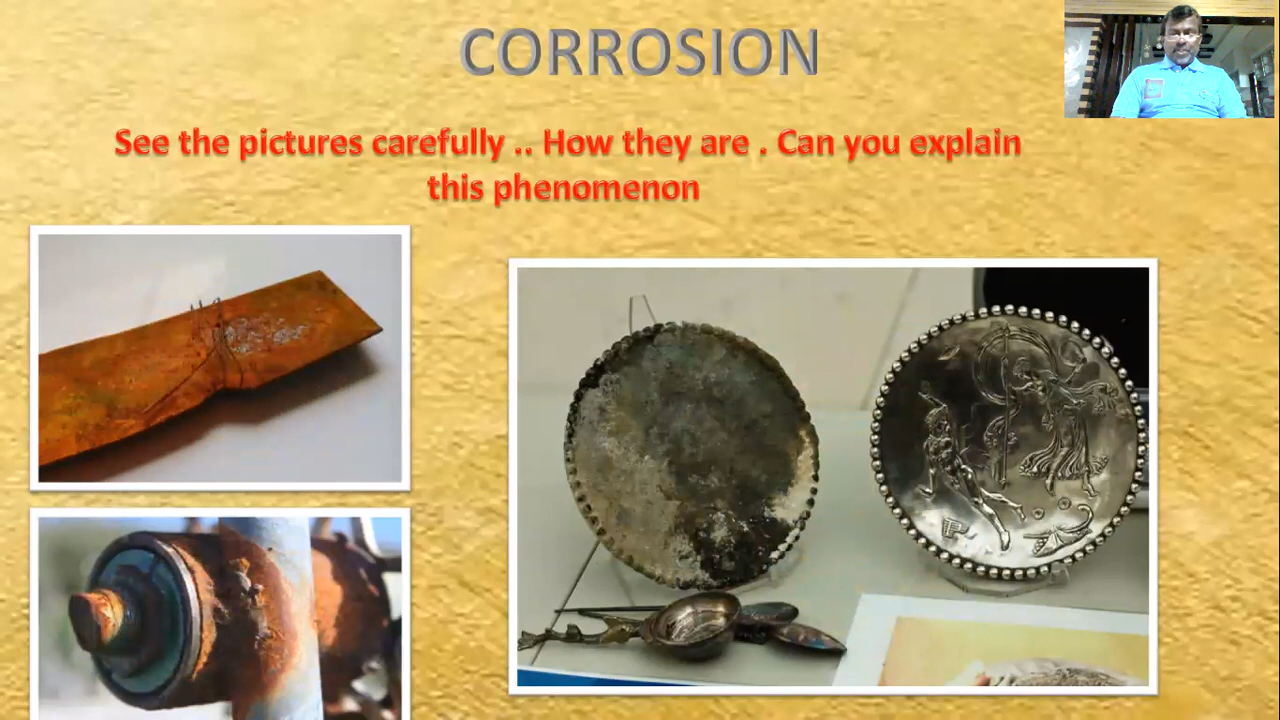 CORROSION
See the pictures carefully .. How they are . Can you explain
this phenomenon